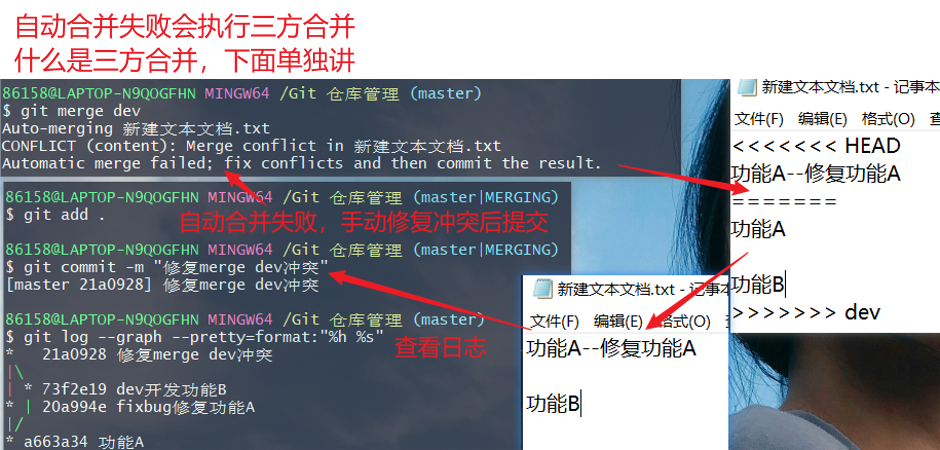 自动合并失败会执行三方合并
什么是三方合并，下面单独讲
86158@LAPTOP-N9QOGFHN MINGW64 /Git 仓库管理 (master)
$ git merge dev
Auto-merging 新建文本文档.txt
CONFLICT (content): Merge conflict in 新建文本文档.txt
Automatic merge failed; fix conflicts and then commit the result.
86158@LAPTOP-N9QOGFHN MINGW64 /Git 仓库管理 (master|MERGING)
$ git add .
自动合并失败，手动修复冲突后提交
86158@LAPTOP-N9QOGFHN MINGW64 /Git 仓库管理 (master|MERGING)
$ git commit -m "修复merge dev冲突"
[master 21a0928] 修复merge dev冲突
86158@LAPTOP-N9QOGFHN MINGW64 /Git 仓库管理 (master)
$ git log --graph --pretty=format:"%h %s"
查看日志
*   21a0928 修复merge dev冲突
|\
| * 73f2e19 dev开发功能B
* | 20a994e fixbug修复功能A
|/
* a663a34 功能A
新建文本文档.txt - 记事本
文件(F) 编辑(E) 格式(O) 查
<<<<<<< HEAD
功能A--修复功能A
=======
功能A
功能B
>>>>>>> dev
新建文本文档.txt - 记事本
文件(F) 编辑(E) 格式(O)
功能A--修复功能A
功能B